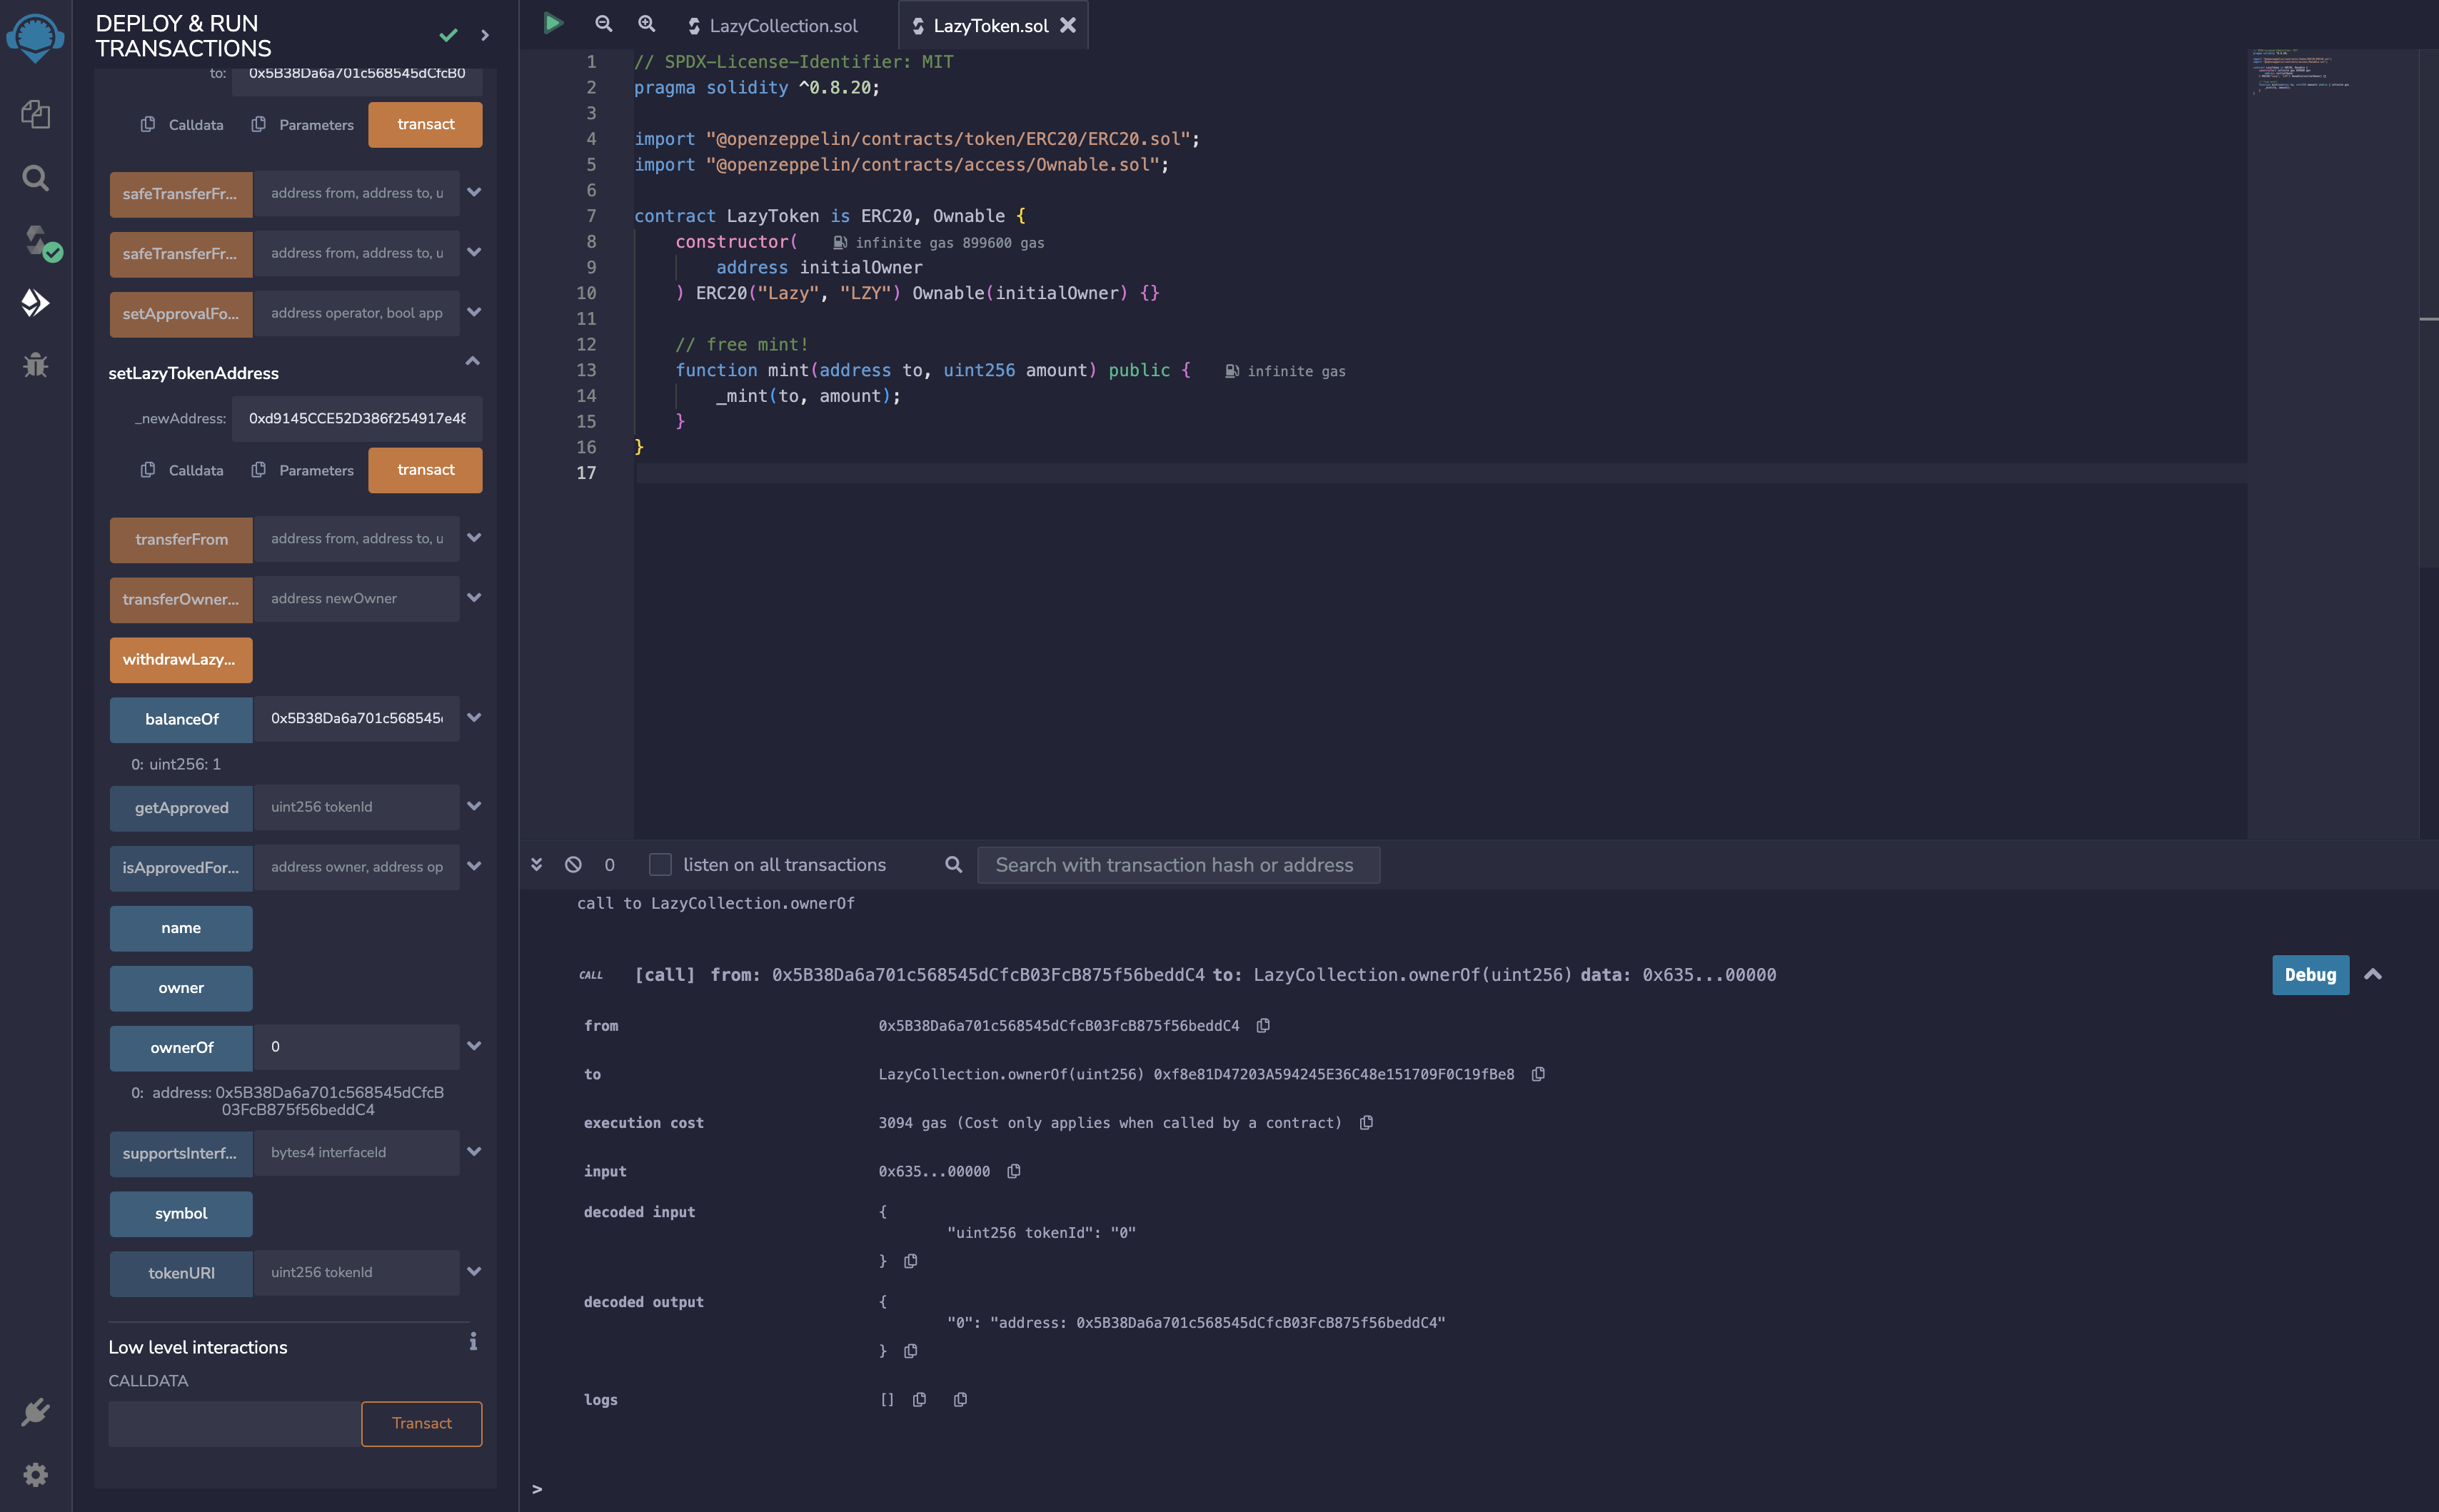 DEPLOY & RUN
TRANSACTIONS
to: 0x5B38Da6a701c568545dCfcB0
Calldata Parameters transact
safeTransferFr... address from, address to, u
safeTransferFr... address from, address to, u
setApprovalFo... address operator, bool app
setLazyTokenAddress
_newAddress: 0xd9145CCE52D386f254917e48
Calldata Parameters transact
transferFrom address from, address to, u
transferOwner... address newOwner
withdrawLazy...
balanceOf 0x5B38Da6a701c568545
0: uint256: 1
getApproved uint256 tokenId
isApprovedFor... address owner, address op
name
owner
ownerOf 0
0: address: 0x5B38Da6a701c568545dCfcB
03FcB875f56beddC4
supportsInterf... bytes4 interfaceId
symbol
tokenURI uint256 tokenId
Low level interactions
CALLDATA
Transact
LazyCollection.sol LazyToken.sol
1 // SPDX-License-Identifier: MIT
2 pragma solidity ^0.8.20;
3
4 import "@openzeppelin/contracts/token/ERC20/ERC20.sol";
5 import "@openzeppelin/contracts/access/Ownable.sol";
6
7 contract LazyToken is ERC20, Ownable {
8 constructor( infinite gas 899600 gas
9 address initialOwner
10 ) ERC20("Lazy", "LZY") Ownable(initialOwner) {}
11
12 // free mint!
13 function mint(address to, uint256 amount) public { infinite gas
14 _mint(to, amount);
15 }
16 }
17
0 listen on all transactions Search with transaction hash or address
call to LazyCollection.ownerOf
CALL [call] from: 0x5B38Da6a701c568545dCfcB03FcB875f56beddC4 to: LazyCollection.ownerOf(uint256) data: 0x635...00000 Debug
from 0x5B38Da6a701c568545dCfcB03FcB875f56beddC4
to LazyCollection.ownerOf(uint256) 0xf8e81D47203A594245E36C48e151709F0C19fBe8
execution cost 3094 gas (Cost only applies when called by a contract)
input 0x635...00000
decoded input {
"uint256 tokenId": "0"
}
decoded output {
"0": "address: 0x5B38Da6a701c568545dCfcB03FcB875f56beddC4"
}
logs []
>